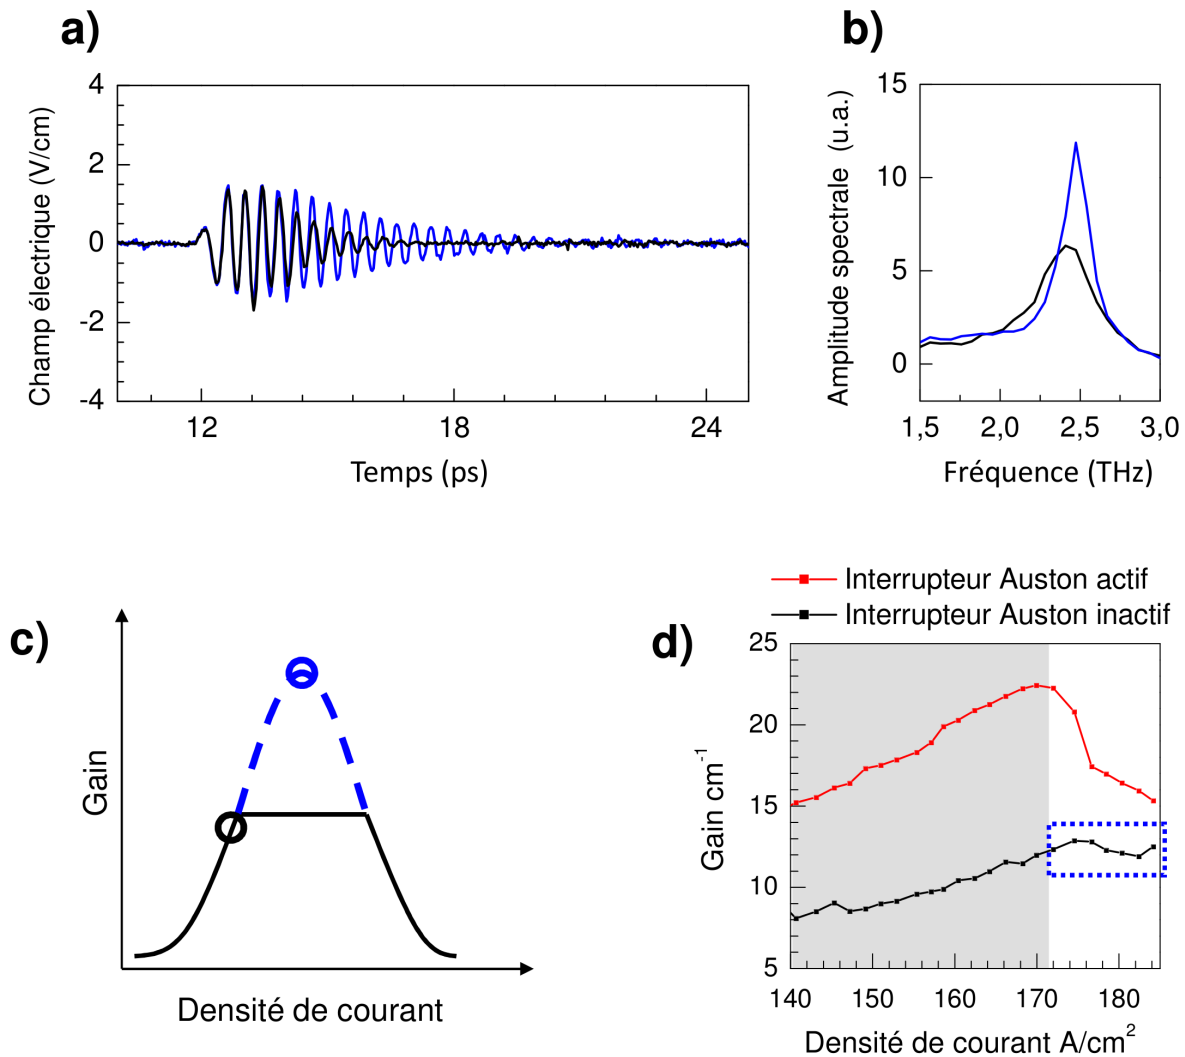 a)
4
2
0
-2
-4
Champ électrique (V/cm)
12
18
24
Temps (ps)
b)
15
10
5
0
Amplitude spectrale (u.a.)
1,5
2,0
2,5
3,0
Fréquence (THz)
c)
Gain
Densité de courant
Interrupteur Auston actif
Interrupteur Auston inactif
d)
25
20
15
10
5
Gain cm-1
140
150
160
170
180
Densité de courant A/cm2